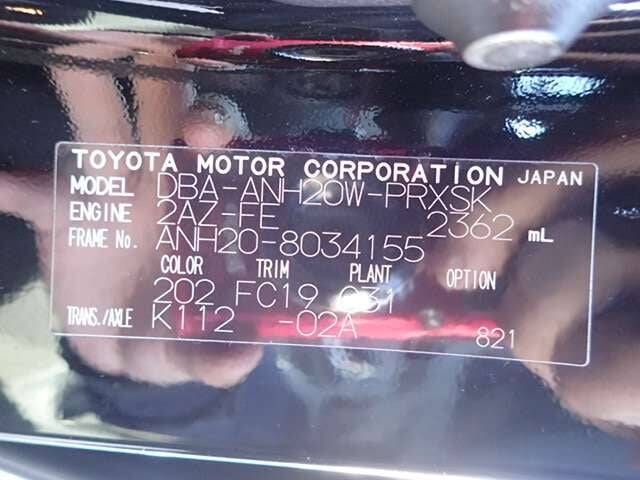 TOYOTA MOTOR CORPORATION JAPAN
MODEL DBA-ANH20W-PRXSK
ENGINE 2AZ-FE 2362 mL
FRAME No. ANH20-8034155
COLOR TRIM PLANT OPTION
202 FC19 C31
TRANS./AXLE K112 -02A 821